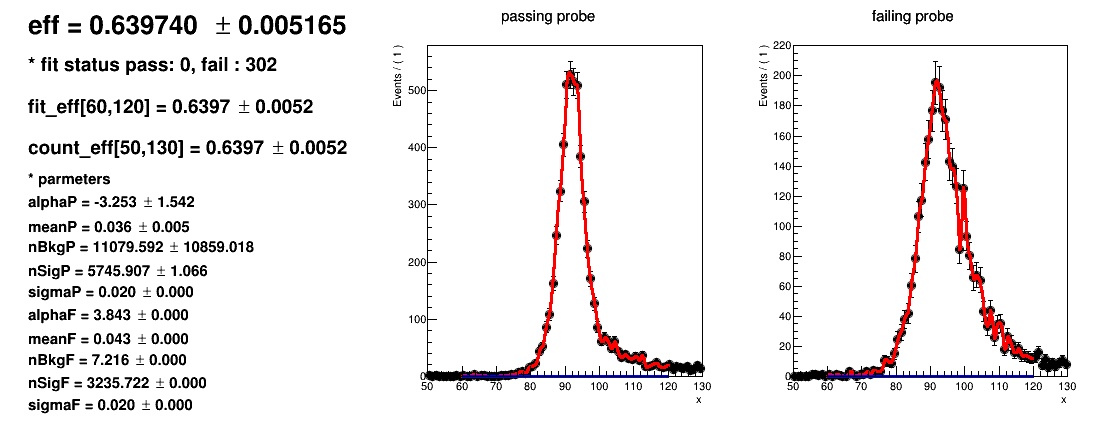 eff = 0.639740 ± 0.005165
* fit status pass: 0, fail : 302
fit_eff[60,120] = 0.6397 ± 0.0052
count_eff[50,130] = 0.6397 ± 0.0052
* parmeters
alphaP = -3.253 ± 1.542
meanP = 0.036 ± 0.005
nBkgP = 11079.592 ± 10859.018
nSigP = 5745.907 ± 1.066
sigmaP = 0.020 ± 0.000
alphaF = 3.843 ± 0.000
meanF = 0.043 ± 0.000
nBkgF = 7.216 ± 0.000
nSigF = 3235.722 ± 0.000
sigmaF = 0.020 ± 0.000
passing probe
Events / ( 1 )
500
400
300
200
100
0
50 60 70 80 90 100 110 120 130
x
failing probe
Events / ( 1 )
220
200
180
160
140
120
100
80
60
40
20
0
50 60 70 80 90 100 110 120 130
x